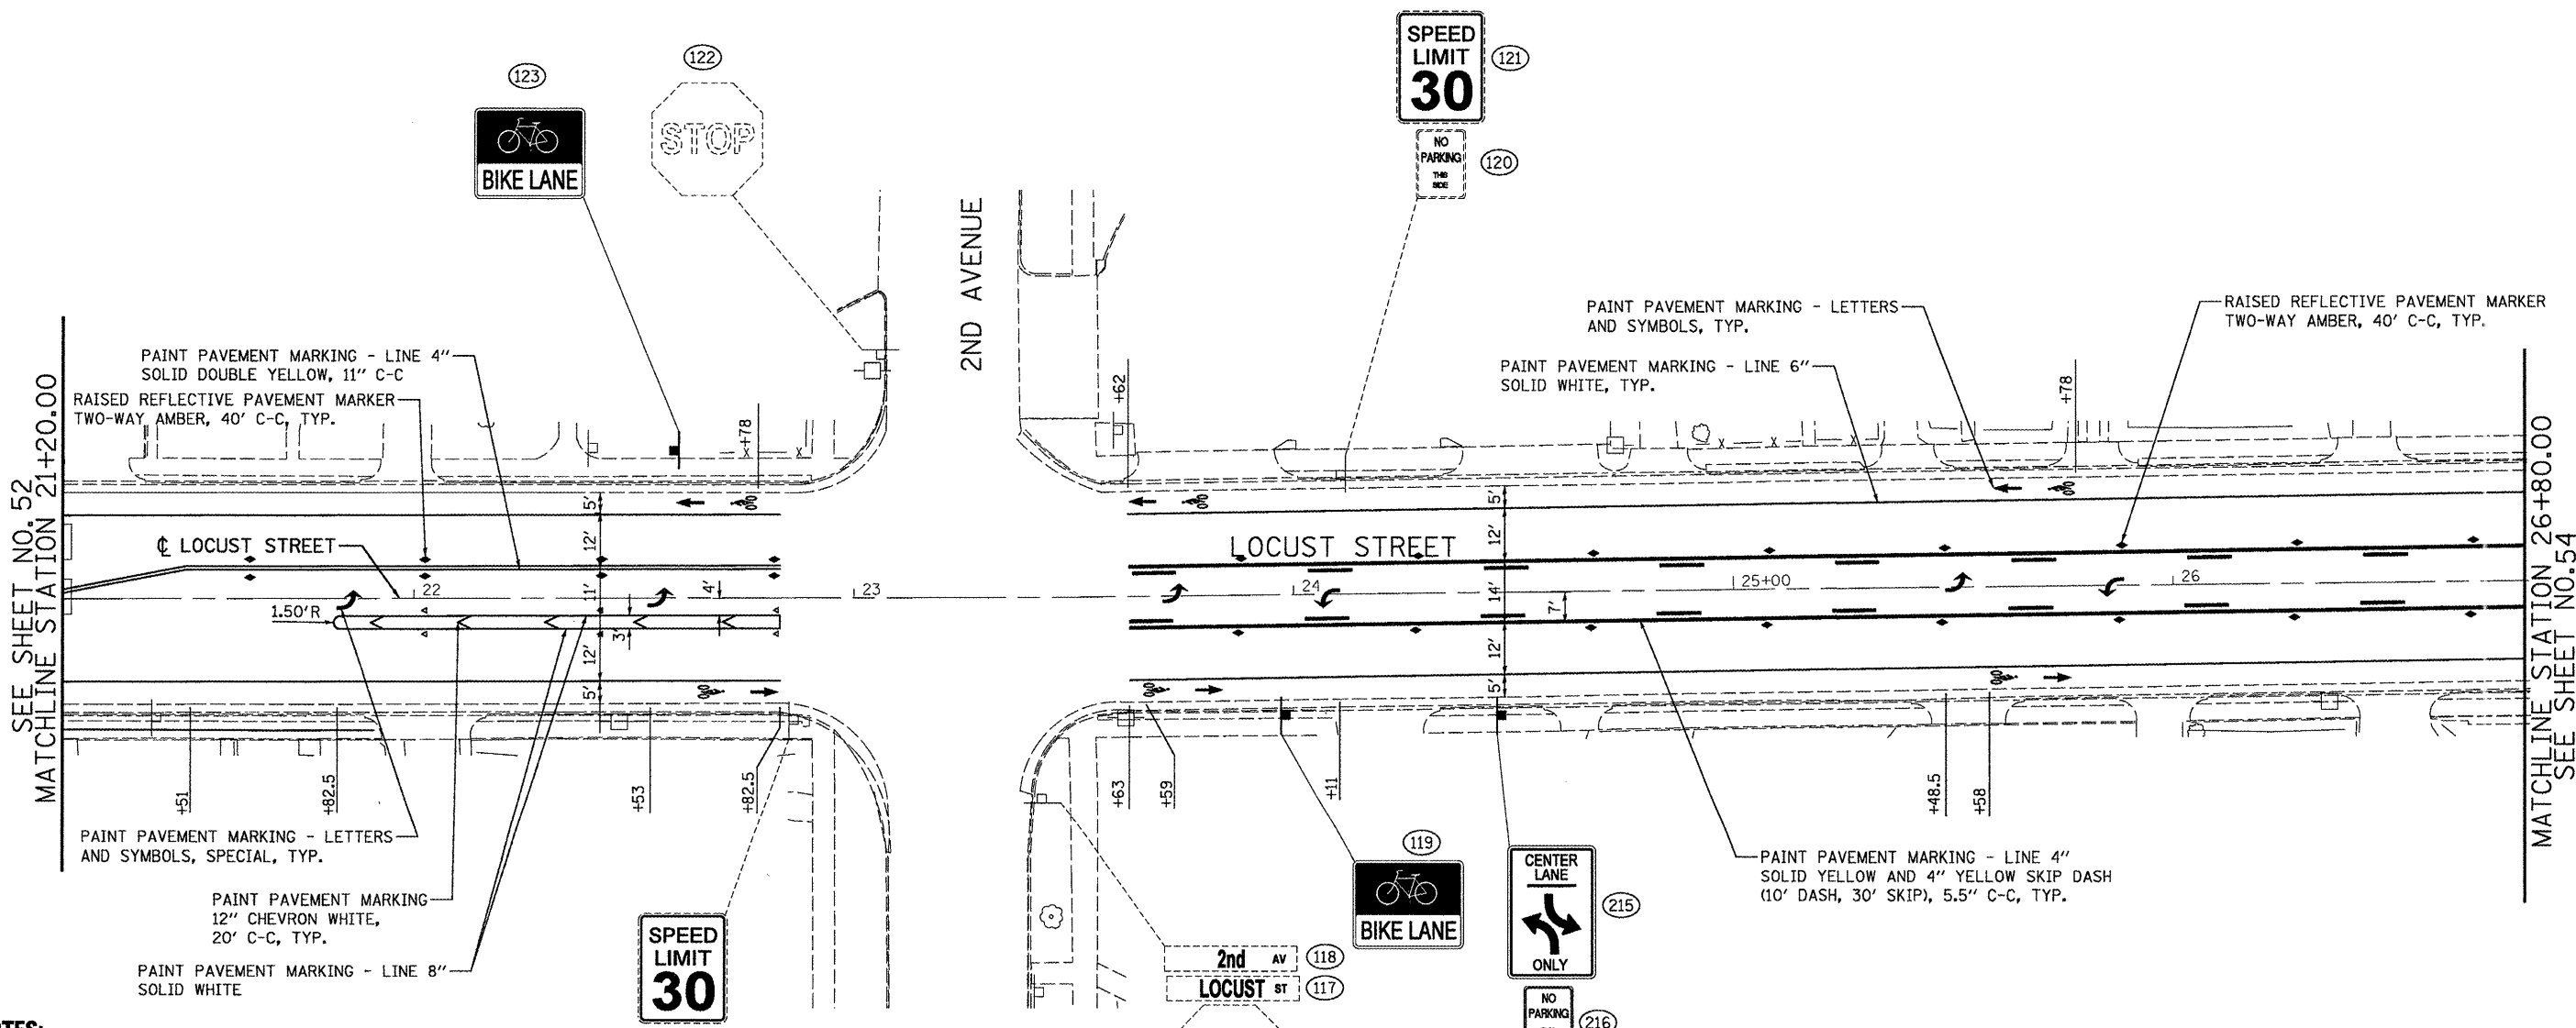 123
BIKE LANE
122
STOP
SPEED
LIMIT
30
121
NO
PARKING
THIS
SIDE
120
2ND AVENUE
PAINT PAVEMENT MARKING - LINE 4"
SOLID DOUBLE YELLOW, 11" C-C
RAISED REFLECTIVE PAVEMENT MARKER
TWO-WAY AMBER, 40' C-C, TYP.
PAINT PAVEMENT MARKING - LETTERS
AND SYMBOLS, TYP.
PAINT PAVEMENT MARKING - LINE 6"
SOLID WHITE, TYP.
RAISED REFLECTIVE PAVEMENT MARKER
TWO-WAY AMBER, 40' C-C, TYP.
SEE SHEET NO. 52
MATCHLINE STATION 21+20.00
+78
+62
+78
X
X
X
X
X
5'
12'
11'
4'
3'
12'
5'
℄ LOCUST STREET
1.50'R
22
23
LOCUST STREET
24
25+00
26
5'
12'
14'
7'
12'
5'
MATCHLINE STATION 26+80.00
SEE SHEET NO.54
+51
+82.5
+53
+82.5
+63
+59
+11
+48.5
+58
PAINT PAVEMENT MARKING - LETTERS
AND SYMBOLS, SPECIAL, TYP.
PAINT PAVEMENT MARKING
12" CHEVRON WHITE,
20' C-C, TYP.
PAINT PAVEMENT MARKING - LINE 8"
SOLID WHITE
SPEED
LIMIT
30
2nd AV
118
LOCUST ST
117
119
BIKE LANE
CENTER
LANE
ONLY
215
NO
PARKING
216
PAINT PAVEMENT MARKING - LINE 4"
SOLID YELLOW AND 4" YELLOW SKIP DASH
(10' DASH, 30' SKIP), 5.5" C-C, TYP.